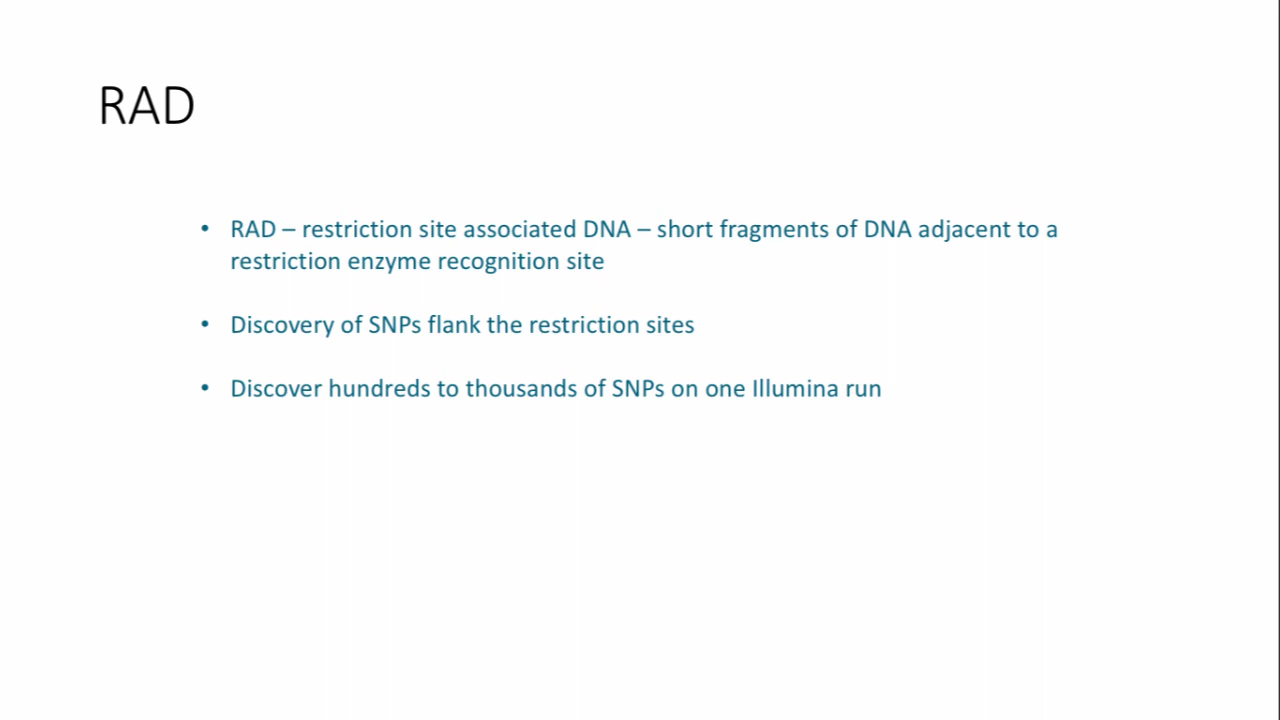 RAD
• RAD – restriction site associated DNA – short fragments of DNA adjacent to a
restriction enzyme recognition site
• Discovery of SNPs flank the restriction sites
• Discover hundreds to thousands of SNPs on one Illumina run